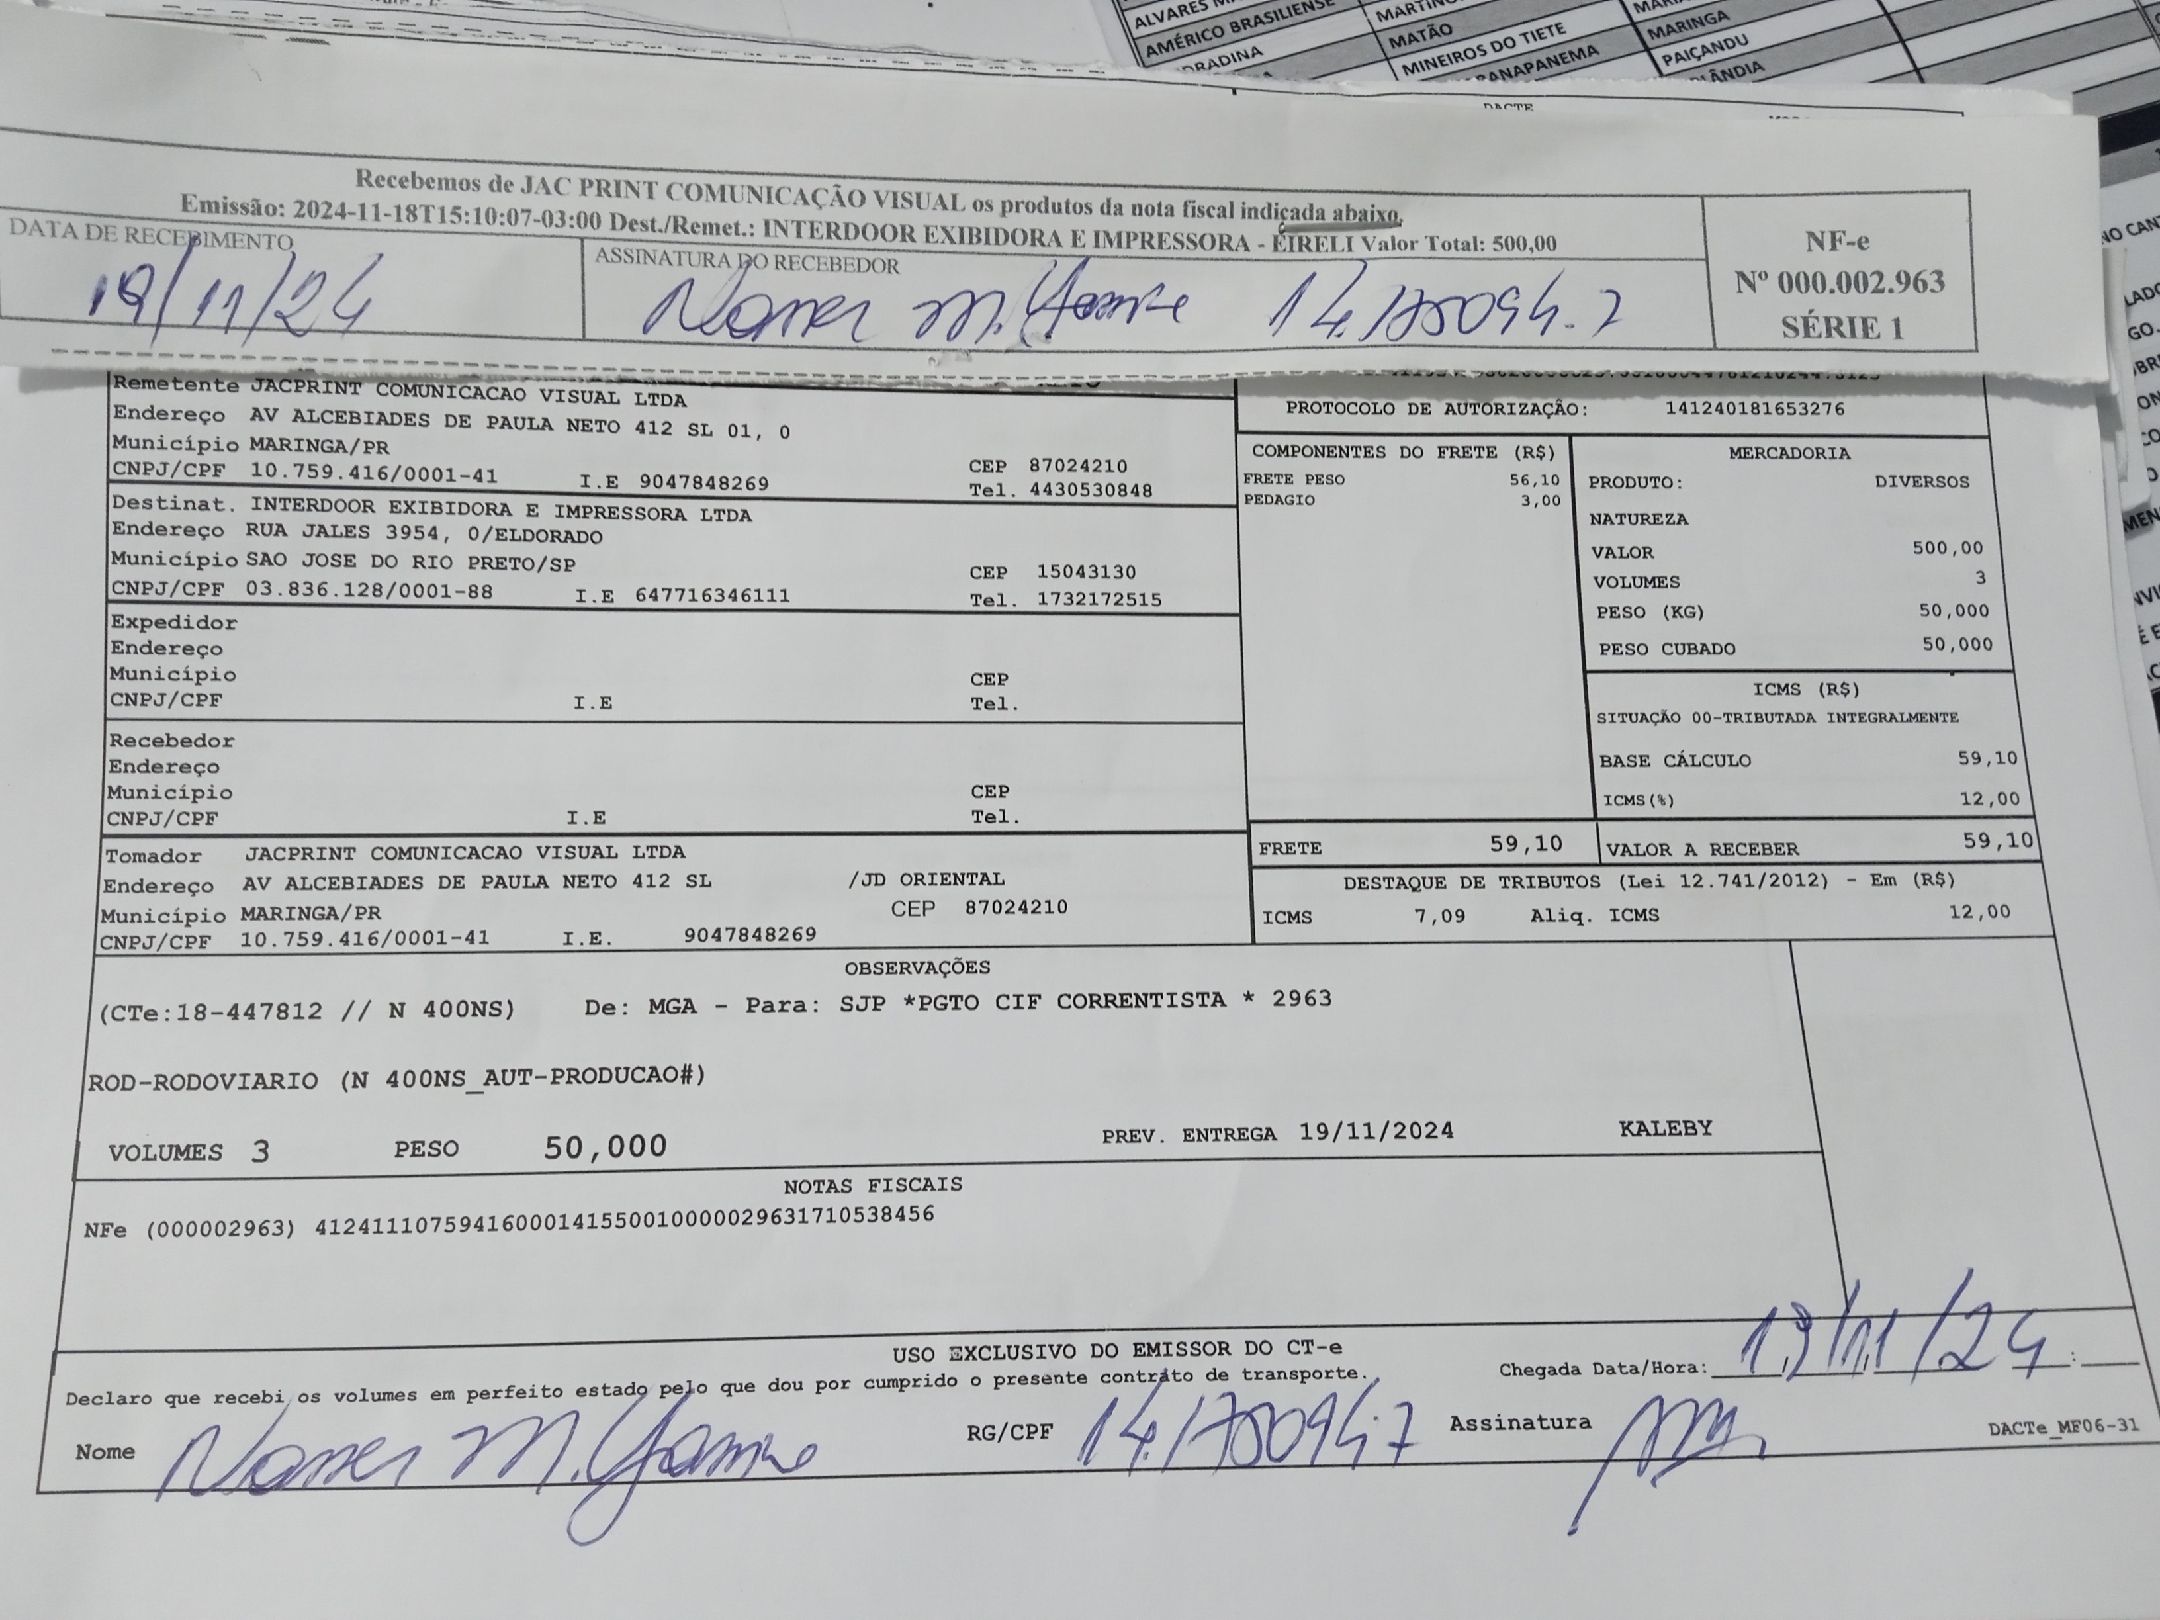 ALVARES
AMÉRICO BRASILIENSE
MATÃO
MINEIROS DO TIETE
MARINGA
PAIÇANDU
DACTE
Recebemos de JAC PRINT COMUNICAÇÃO VISUAL os produtos da nota fiscal indicada abaixo.
Emissão: 2024-11-18T15:10:07-03:00 Dest./Remet.: INTERDOOR EXIBIDORA E IMPRESSORA - EIRELI Valor Total: 500,00
DATA DE RECEBIMENTO
19/11/24
ASSINATURA DO RECEBEDOR
14.1780094.7
NF-e
Nº 000.002.963
SÉRIE 1
Remetente JACPRINT COMUNICACAO VISUAL LTDA
Endereço AV ALCEBIADES DE PAULA NETO 412 SL 01, 0
Município MARINGA/PR
CEP 87024210
CNPJ/CPF 10.759.416/0001-41 I.E 9047848269 Tel. 4430530848
Destinat. INTERDOOR EXIBIDORA E IMPRESSORA LTDA
Endereço RUA JALES 3954, 0/ELDORADO
Município SAO JOSE DO RIO PRETO/SP CEP 15043130
CNPJ/CPF 03.836.128/0001-88 I.E 647716346111 Tel. 1732172515
Expedidor
Endereço
Município CEP
CNPJ/CPF I.E Tel.
Recebedor
Endereço
Município CEP
CNPJ/CPF I.E Tel.
Tomador JACPRINT COMUNICACAO VISUAL LTDA
Endereço AV ALCEBIADES DE PAULA NETO 412 SL /JD ORIENTAL
Município MARINGA/PR CEP 87024210
CNPJ/CPF 10.759.416/0001-41 I.E. 9047848269
PROTOCOLO DE AUTORIZAÇÃO: 141240181653276
COMPONENTES DO FRETE (R$)
FRETE PESO 56,10
PEDAGIO 3,00
MERCADORIA
PRODUTO: DIVERSOS
NATUREZA
VALOR 500,00
VOLUMES 3
PESO (KG) 50,000
PESO CUBADO 50,000
ICMS (R$)
SITUAÇÃO 00-TRIBUTADA INTEGRALMENTE
BASE CÁLCULO 59,10
ICMS(%) 12,00
FRETE 59,10 VALOR A RECEBER 59,10
DESTAQUE DE TRIBUTOS (Lei 12.741/2012) - Em (R$)
ICMS 7,09 Aliq. ICMS 12,00
OBSERVAÇÕES
(CTe:18-447812 // N 400NS) De: MGA - Para: SJP *PGTO CIF CORRENTISTA * 2963
ROD-RODOVIARIO (N 400NS_AUT-PRODUCAO#)
VOLUMES 3 PESO 50,000 PREV. ENTREGA 19/11/2024 KALEBY
NOTAS FISCAIS
NFe (000002963) 41241110759416000141550010000029631710538456
USO EXCLUSIVO DO EMISSOR DO CT-e
Declaro que recebi os volumes em perfeito estado pelo que dou por cumprido o presente contrato de transporte.
Chegada Data/Hora: 19/11/24 :
Nome
RG/CPF 14.1780094.7 Assinatura
DACTe_MF06-31